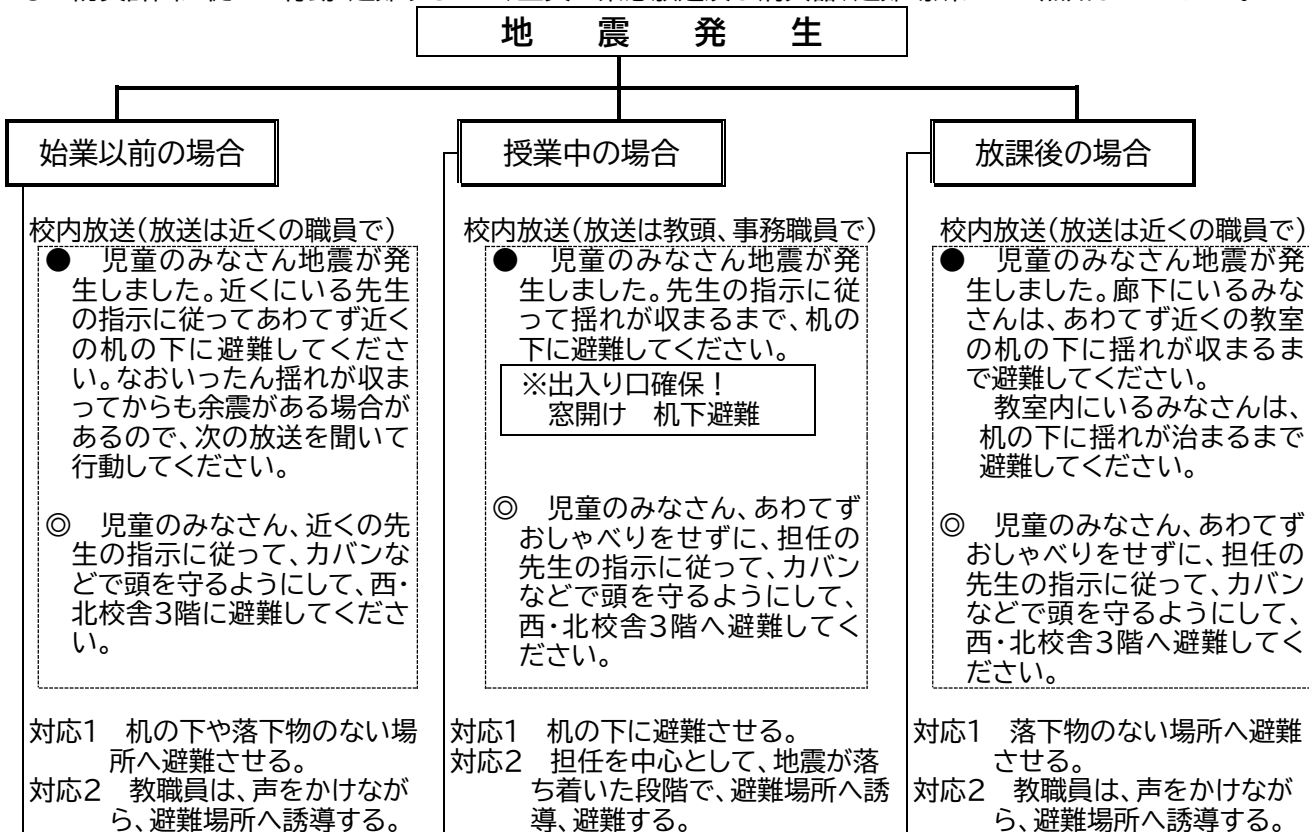 地　震　発　生
始業以前の場合
校内放送(放送は近くの職員で)
●　児童のみなさん地震が発
生しました。近くにいる先生
の指示に従ってあわてず近く
の机の下に避難してくださ
い。なおいったん揺れが収ま
ってからも余震がある場合が
あるので、次の放送を聞いて
行動してください。
◎　児童のみなさん、近くの先
生の指示に従って、カバンな
どで頭を守るようにして、西・
北校舎3階に避難してくださ
い。
対応1　机の下や落下物のない場
所へ避難させる。
対応2　教職員は、声をかけなが
ら、避難場所へ誘導する。
授業中の場合
校内放送(放送は教頭、事務職員で)
●　児童のみなさん地震が発
生しました。先生の指示に従
って揺れが収まるまで、机の
下に避難してください。
※出入り口確保！
窓開け　机下避難
◎　児童のみなさん、あわてず
おしゃべりをせずに、担任の
先生の指示に従って、カバン
などで頭を守るようにして、
西・北校舎3階へ避難してく
ださい。
対応1　机の下に避難させる。
対応2　担任を中心として、地震が落
ち着いた段階で、避難場所へ誘
導、避難する。
放課後の場合
校内放送(放送は近くの職員で)
●　児童のみなさん地震が発
生しました。廊下にいるみな
さんは、あわてず近くの教室
の机の下に揺れが収まるま
で避難してください。
教室内にいるみなさんは、
机の下に揺れが治まるまで
避難してください。
◎　児童のみなさん、あわてず
おしゃべりをせずに、担任の
先生の指示に従って、カバン
などで頭を守るようにして、
西・北校舎3階へ避難してく
ださい。
対応1　落下物のない場所へ避難
させる。
対応2　教職員は、声をかけなが
ら、避難場所へ誘導する。